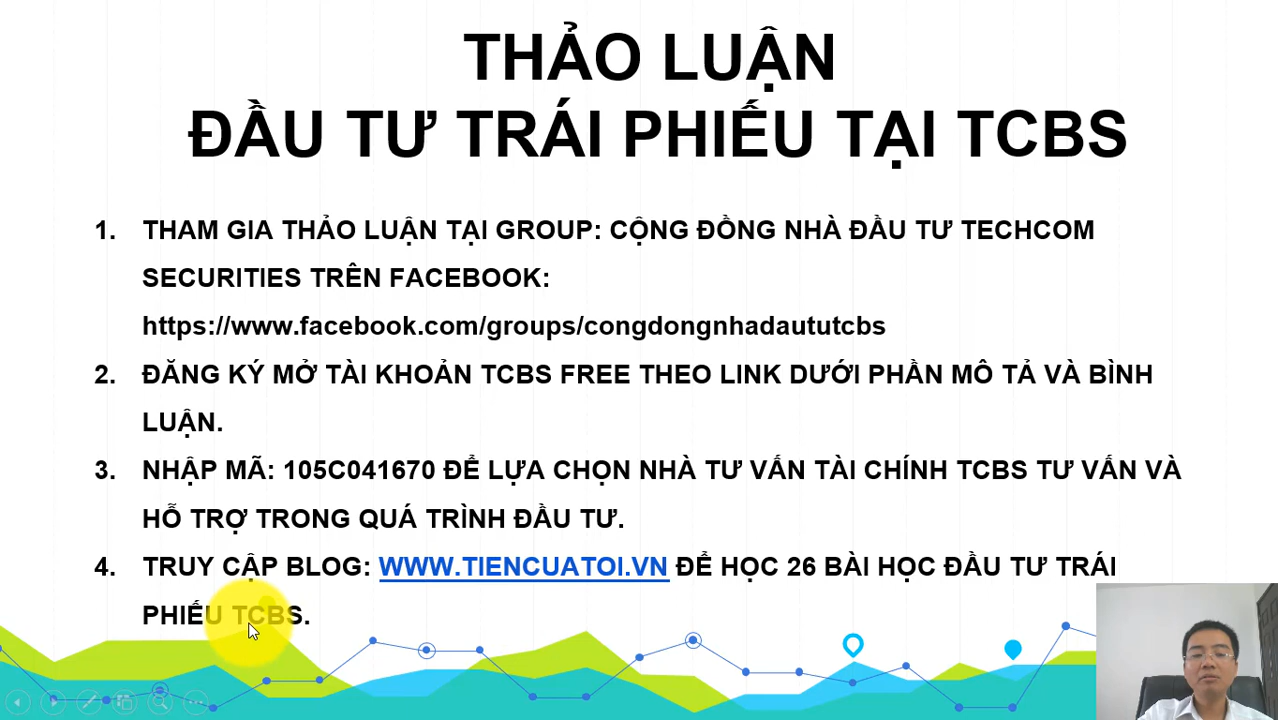 THẢO LUẬN
ĐẦU TƯ TRÁI PHIẾU TẠI TCBS
1. THAM GIA THẢO LUẬN TẠI GROUP: CỘNG ĐỒNG NHÀ ĐẦU TƯ TECHCOM
SECURITIES TRÊN FACEBOOK:
https://www.facebook.com/groups/congdongnhadaututcbs
2. ĐĂNG KÝ MỞ TÀI KHOẢN TCBS FREE THEO LINK DƯỚI PHẦN MÔ TẢ VÀ BÌNH
LUẬN.
3. NHẬP MÃ: 105C041670 ĐỂ LỰA CHỌN NHÀ TƯ VẤN TÀI CHÍNH TCBS TƯ VẤN VÀ
HỖ TRỢ TRONG QUÁ TRÌNH ĐẦU TƯ.
4. TRUY CẬP BLOG: WWW.TIENCUATOI.VN ĐỂ HỌC 26 BÀI HỌC ĐẦU TƯ TRÁI
PHIẾU TCBS.